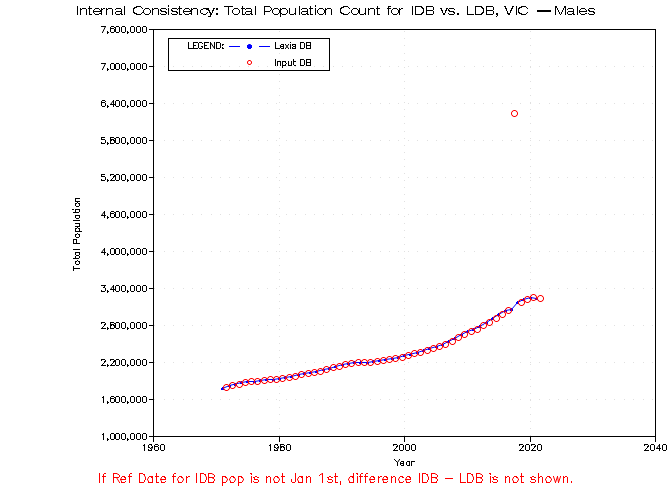 Internal Consistency: Total Population Count for IDB vs. LDB, VIC — Males
7,600,000
LEGEND: Lexis DB
Input DB
7,000,000
6,400,000
5,800,000
5,200,000
4,600,000
4,000,000
3,400,000
2,800,000
2,200,000
1,600,000
1,000,000
Total Population
1960 1980 2000 2020 2040
Year
If Ref Date for IDB pop is not Jan 1st, difference IDB – LDB is not shown.